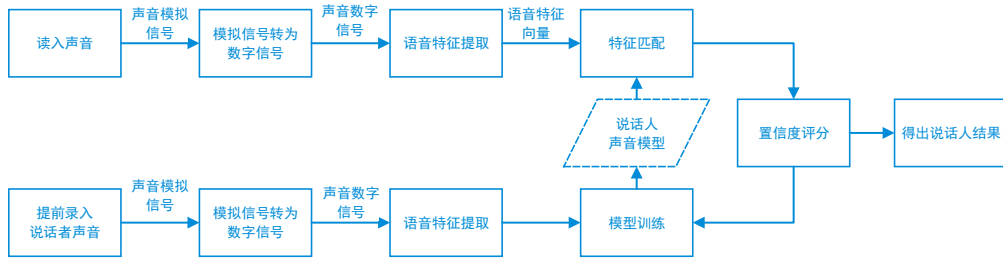 读入声音
声音模拟
信号
模拟信号转为
数字信号
声音数字
信号
语音特征提取
语音特征
向量
特征匹配
说话人
声音模型
置信度评分
得出说话人结果
提前录入
说话者声音
声音模拟
信号
模拟信号转为
数字信号
声音数字
信号
语音特征提取
模型训练